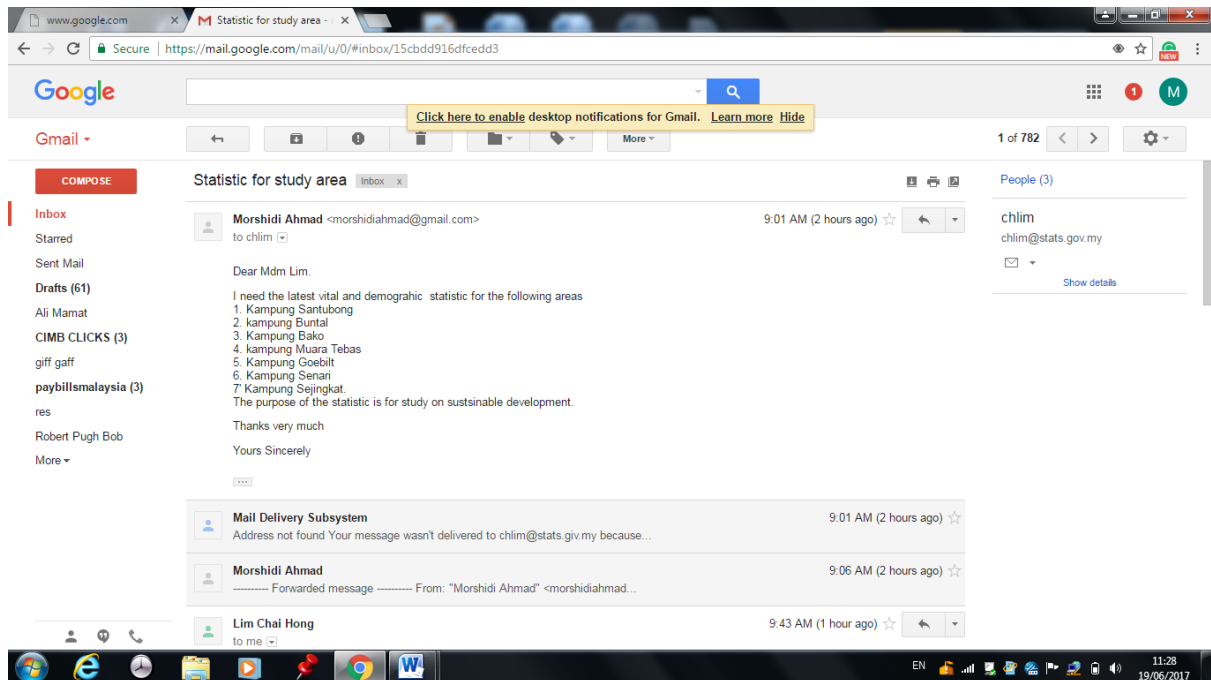 www.google.com x Statistic for study area - x
Secure https://mail.google.com/mail/u/0/#inbox/15cbdd916dfcedd3
NEW
Google
1 M
Click here to enable desktop notifications for Gmail. Learn more Hide
Gmail
More
1 of 782
COMPOSE
Statistic for study area Inbox x
People (3)
Inbox
Starred
Sent Mail
Drafts (61)
Ali Mamat
CIMB CLICKS (3)
giff gaff
paybillsmalaysia (3)
res
Robert Pugh Bob
More
Morshidi Ahmad <morshidiahmad@gmail.com> 9:01 AM (2 hours ago)
to chlim
Dear Mdm Lim.
I need the latest vital and demograhic statistic for the following areas
1. Kampung Santubong
2. kampung Buntal
3. Kampung Bako
4. kampung Muara Tebas
5. Kampung Goebilt
6. Kampung Senari
7' Kampung Sejingkat.
The purpose of the statistic is for study on sustsinable development.
Thanks very much
Yours Sincerely
...
chlim
chlim@stats.gov.my
Show details
Mail Delivery Subsystem 9:01 AM (2 hours ago)
Address not found Your message wasn't delivered to chlim@stats.giv.my because...
Morshidi Ahmad 9:06 AM (2 hours ago)
---------- Forwarded message ---------- From: "Morshidi Ahmad" <morshidiahmad...
Lim Chai Hong 9:43 AM (1 hour ago)
to me
EN
11:28
19/06/2017